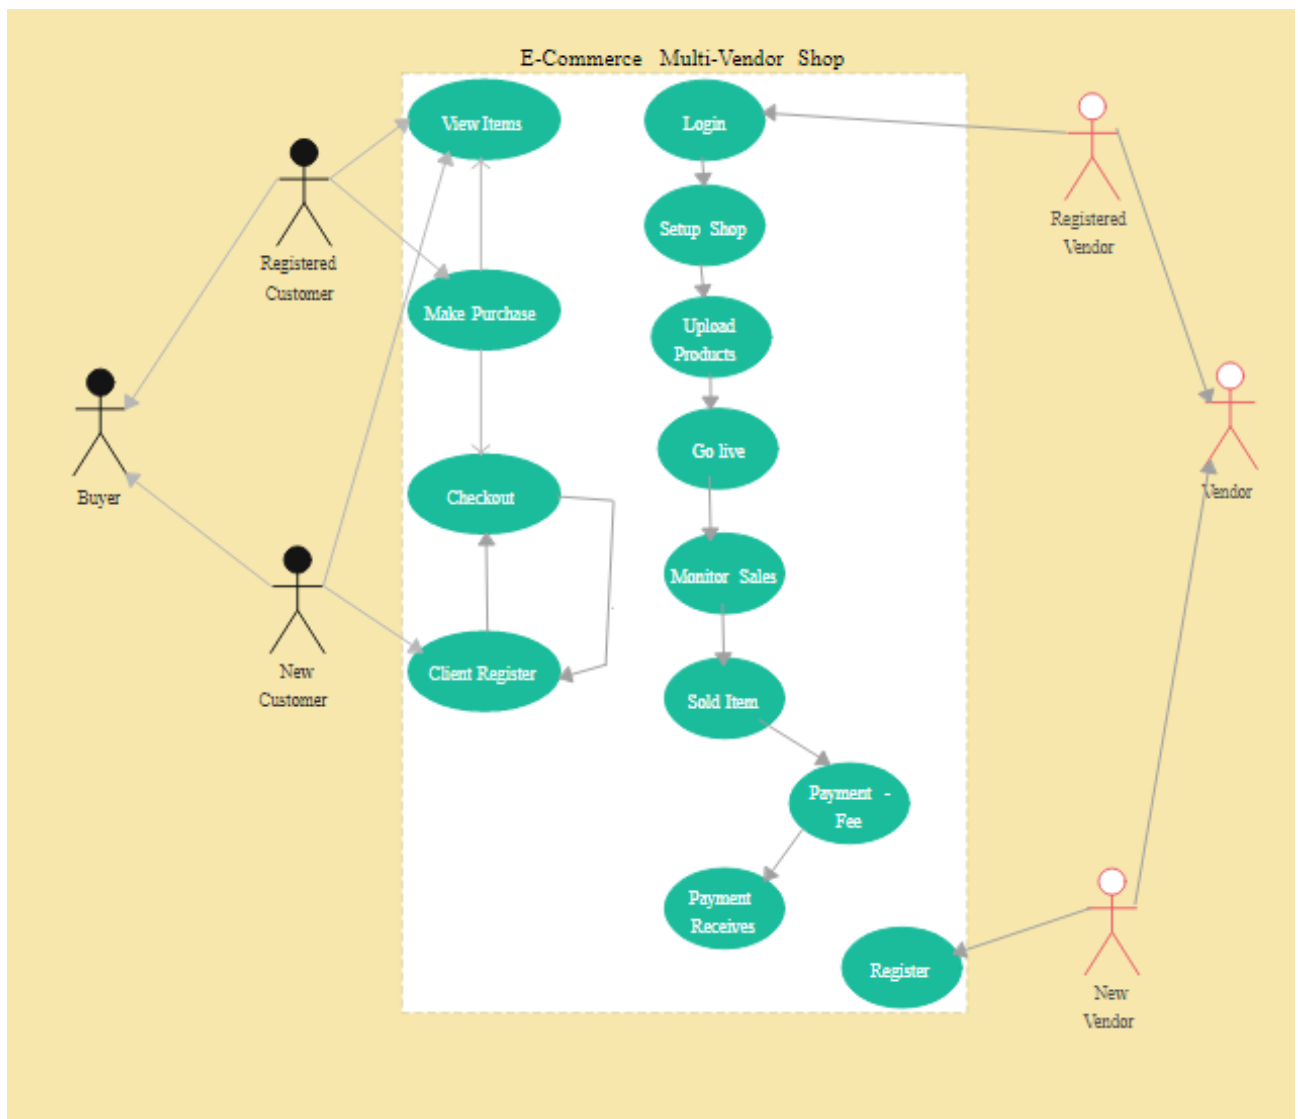 E-Commerce Multi-Vendor Shop
View Items
Login
Registered
Customer
Setup Shop
Registered
Vendor
Make Purchase
Upload
Products
Go live
Buyer
Checkout
Vendor
Monitor Sales
New
Customer
Client Register
Sold Item
Payment -
Fee
Payment
Receives
Register
New
Vendor